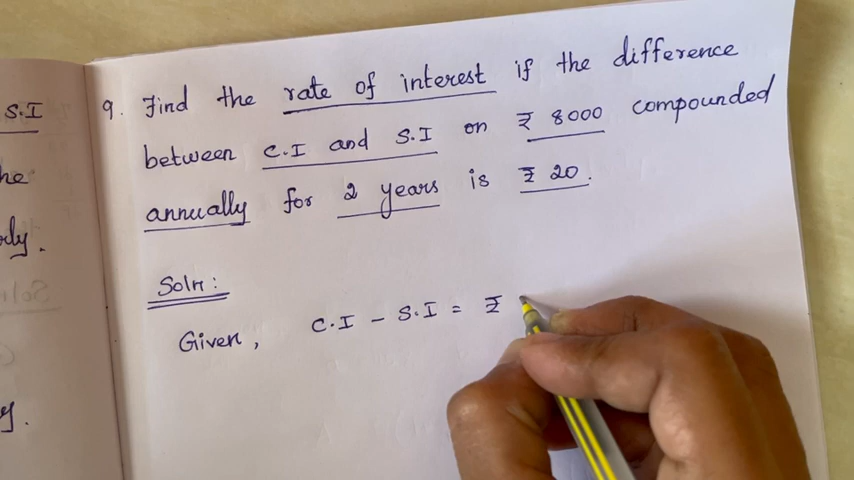 S.I
9. Find the rate of interest if the difference
between C.I and S.I on ₹ 8000 compounded
annually for 2 years is ₹ 20.
Soln:
Given, C.I - S.I = ₹